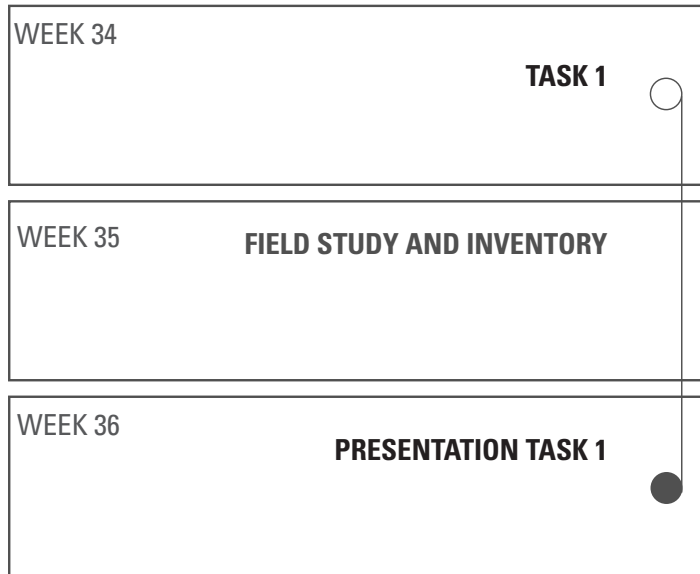 WEEK 34
TASK 1
WEEK 35
FIELD STUDY AND INVENTORY
WEEK 36
PRESENTATION TASK 1